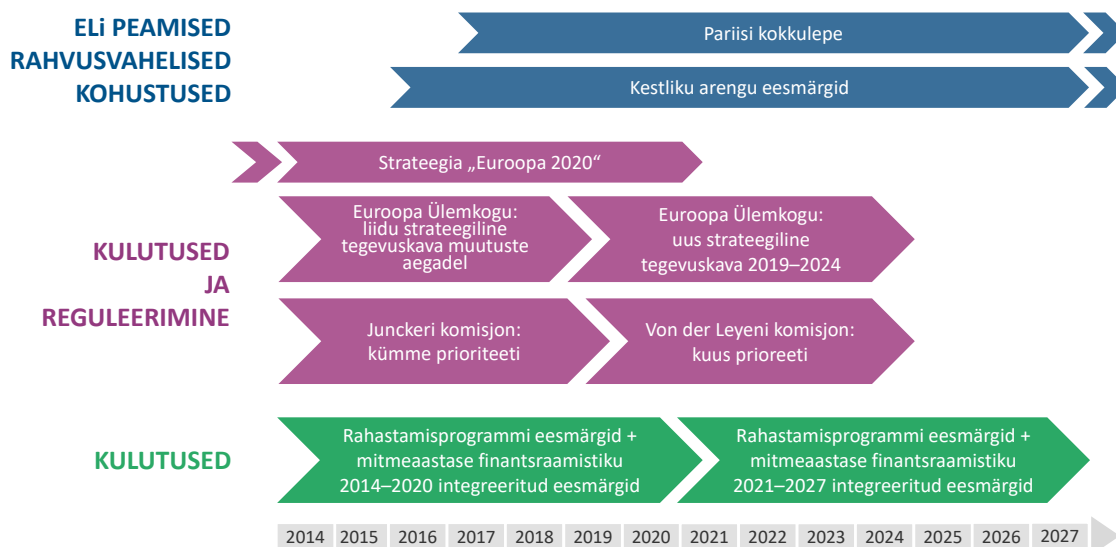 ELi PEAMISED
RAHVUSVAHELISED
KOHUSTUSED
Pariisi kokkulepe
Kestliku arengu eesmärgid
KULUTUSED
JA
REGULEERIMINE
Strateegia „Euroopa 2020“
Euroopa Ülemkogu:
liidu strateegiline
tegevuskava muutuste
aegadel
Euroopa Ülemkogu:
uus strateegiline
tegevuskava 2019–2024
Junckeri komisjon:
kümme prioriteeti
Von der Leyeni komisjon:
kuus prioreeti
KULUTUSED
Rahastamisprogrammi eesmärgid +
mitmeaastase finantsraamistiku
2014–2020 integreeritud eesmärgid
Rahastamisprogrammi eesmärgid +
mitmeaastase finantsraamistiku
2021–2027 integreeritud eesmärgid
2014 2015 2016 2017 2018 2019 2020 2021 2022 2023 2024 2025 2026 2027